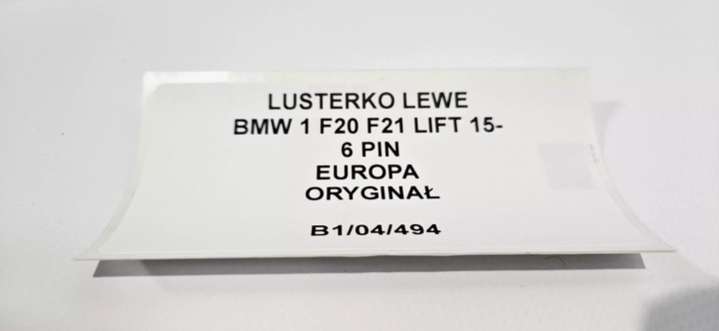 LUSTERKO LEWE
BMW 1 F20 F21 LIFT 15-
6 PIN
EUROPA
ORYGINAŁ
B1/04/494